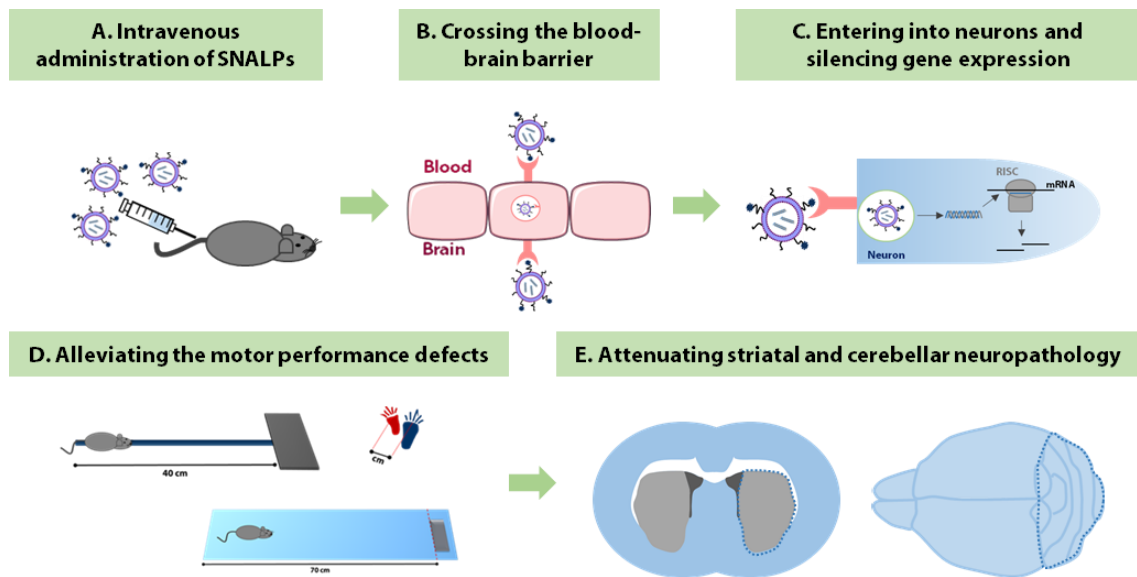 A. Intravenous
administration of SNALPs
B. Crossing the blood-
brain barrier
C. Entering into neurons and
silencing gene expression
Blood
Brain
RISC
mRNA
Neuron
D. Alleviating the motor performance defects
E. Attenuating striatal and cerebellar neuropathology
40 cm
cm
70 cm